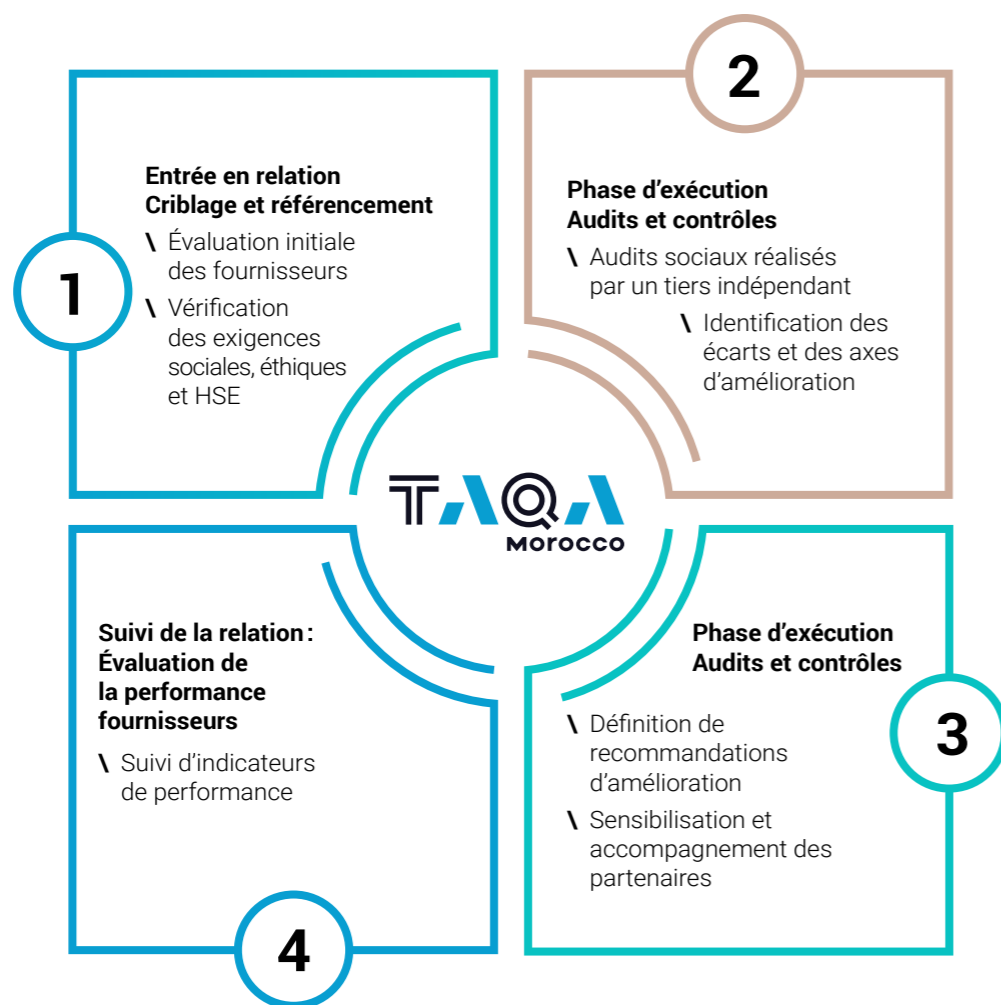 1
Entrée en relation
Criblage et référencement
\ Évaluation initiale
des fournisseurs
\ Vérification
des exigences
sociales, éthiques
et HSE
2
Phase d’exécution
Audits et contrôles
\ Audits sociaux réalisés
par un tiers indépendant
\ Identification des
écarts et des axes
d’amélioration
TAQA
Morocco
3
Phase d’exécution
Audits et contrôles
\ Définition de
recommandations
d’amélioration
\ Sensibilisation et
accompagnement des
partenaires
4
Suivi de la relation :
Évaluation de
la performance
fournisseurs
\ Suivi d’indicateurs
de performance